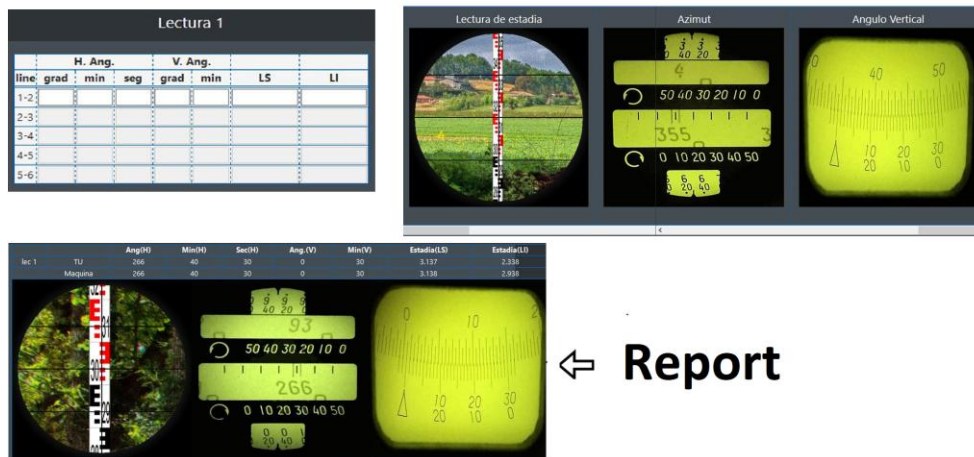 Lectura 1
H. Ang. V. Ang.
line grad min seg grad min LS LI
1-2
2-3
3-4
4-5
5-6
Lectura de estadia Azimut Angulo Vertical
4
50 40 30 20 10 0
355 3
0 10 20 30 40 50
40 50
10 20 30
20 10 0
Ang(H) Min(H) Sec(H) Ang.(V) Min(V) Estadia(LS) Estadia(LI)
lec 1 TU 266 40 30 0 30 3.137 2.338
Maquina 266 40 30 0 30 3.138 2.938
31
30
29
93
50 40 30 20 10 0
266
0 10 20 30 40 50
0 10 2
10 20 30
20 10 0
Report